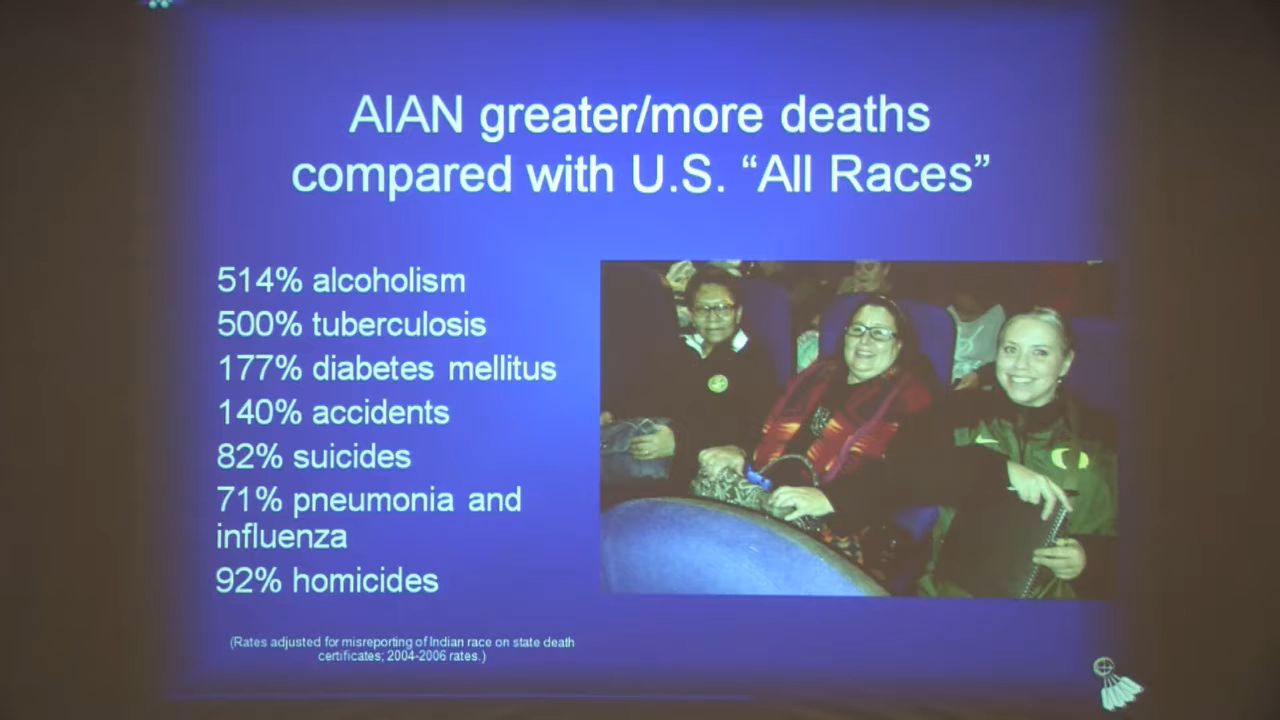 AIAN greater/more deaths
compared with U.S. “All Races”
514% alcoholism
500% tuberculosis
177% diabetes mellitus
140% accidents
82% suicides
71% pneumonia and
influenza
92% homicides
(Rates adjusted for misreporting of Indian race on state death
certificates; 2004-2006 rates.)